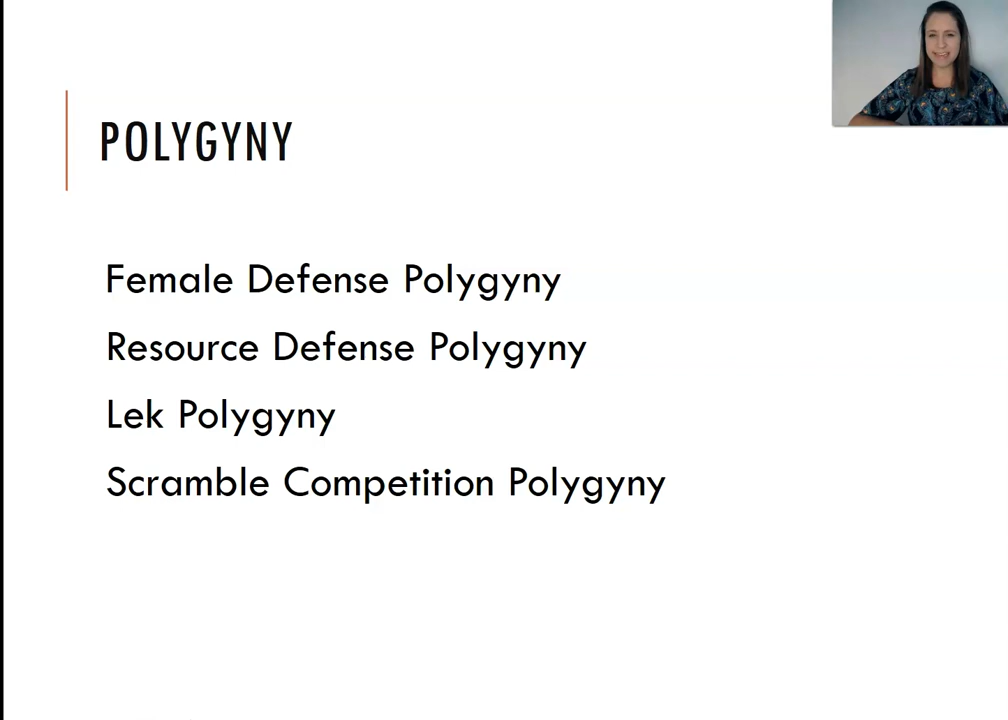 POLYGYNY
Female Defense Polygyny
Resource Defense Polygyny
Lek Polygyny
Scramble Competition Polygyny